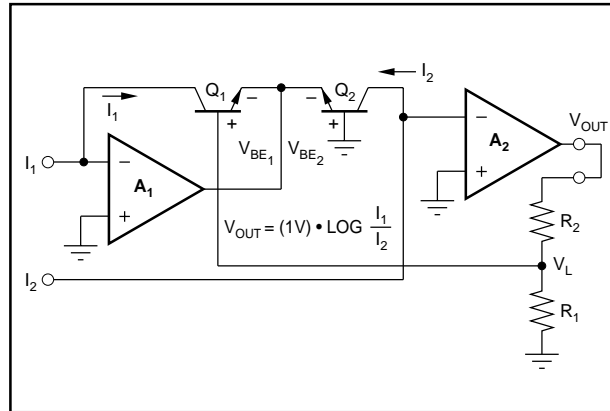 Q1
Q2
I2
I1
–
+
–
+
VOUT
I1
–
A1
+
VBE1
VBE2
–
A2
+
VOUT = (1V) • LOG I1
I2
R2
I2
VL
R1